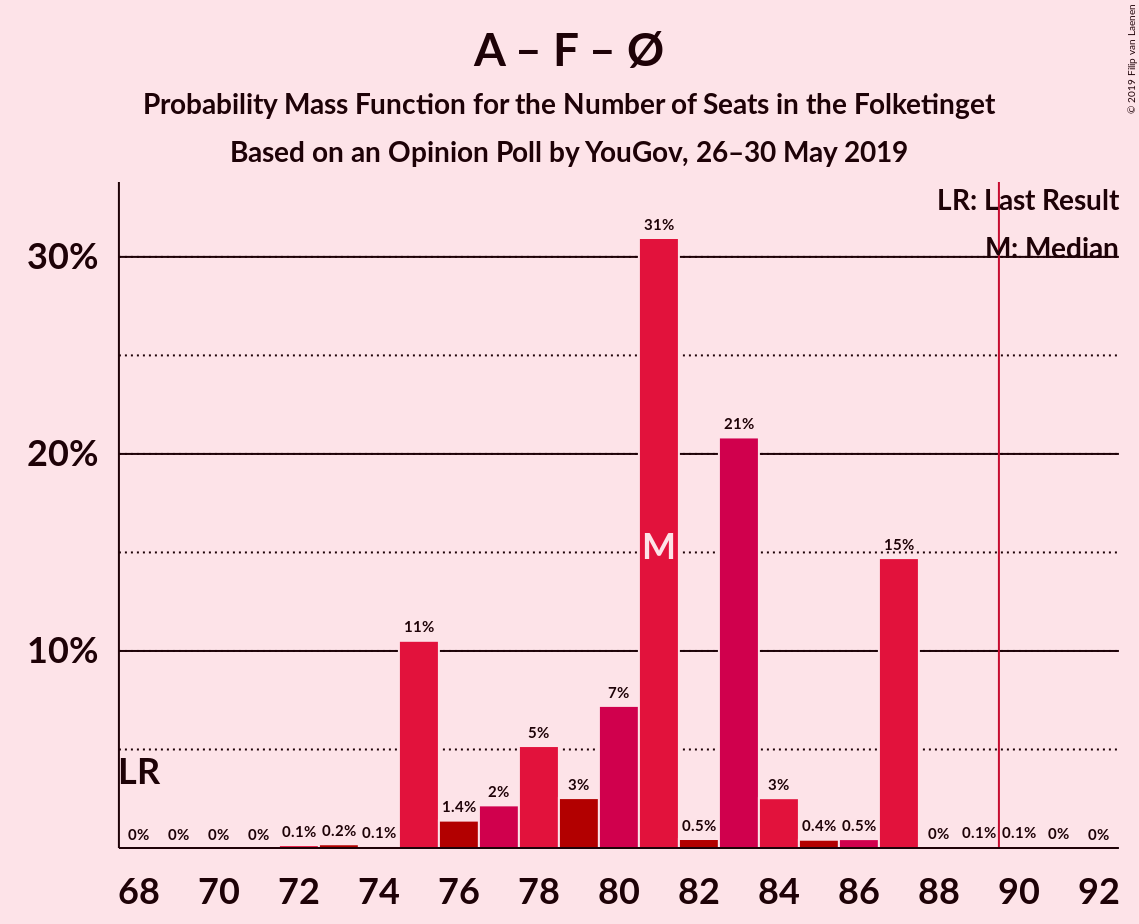 A – F – Ø
Probability Mass Function for the Number of Seats in the Folketinget
Based on an Opinion Poll by YouGov, 26–30 May 2019
© 2019 Filip van Laenen
LR: Last Result
M: Median
30%
20%
10%
31%
21%
M
15%
11%
7%
5%
LR
0% 0% 0% 0% 0.1% 0.2% 0.1% 1.4% 2% 3% 0.5% 3% 0.4% 0.5% 0% 0.1% 0.1% 0% 0%
68 70 72 74 76 78 80 82 84 86 88 90 92